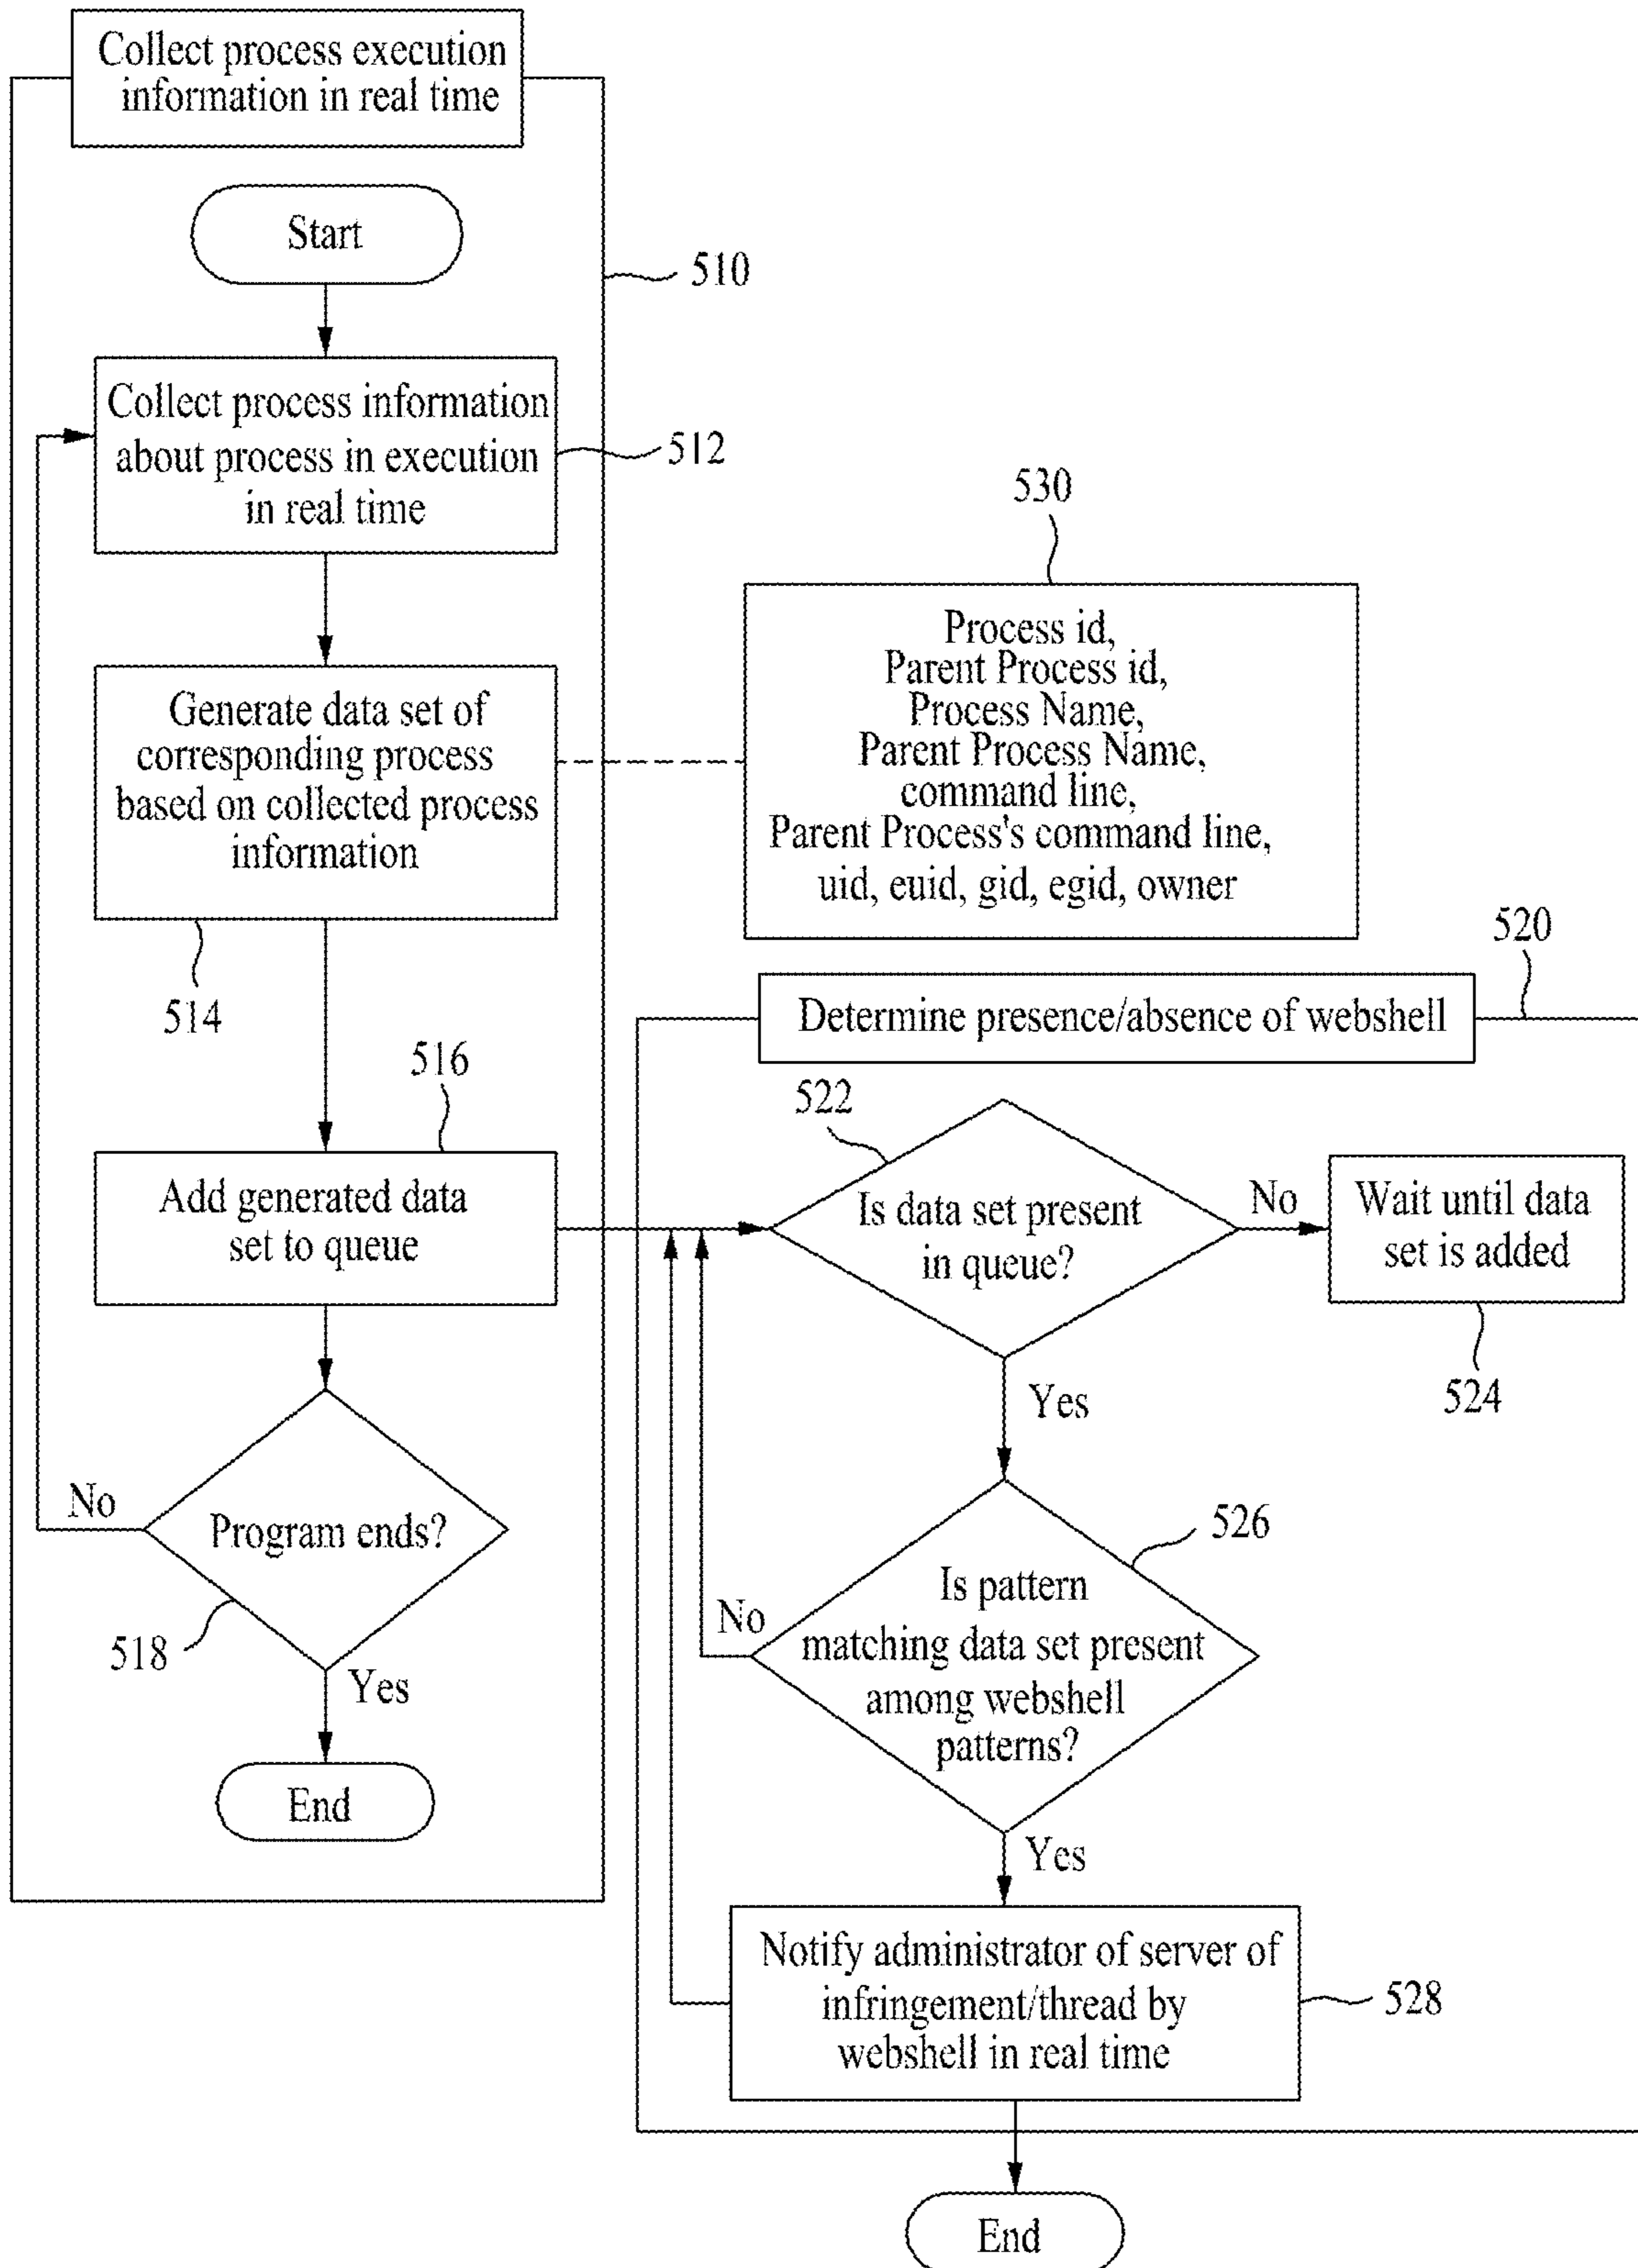 Collect process execution
information in real time
Start
510
Collect process information
about process in execution
in real time
512
530
Process id,
Parent Process id,
Process Name,
Parent Process Name,
command line,
Parent Process's command line,
uid, euid, gid, egid, owner
Generate data set of
corresponding process
based on collected process
information
514
520
Determine presence/absence of webshell
516
Add generated data
set to queue
522
Is data set present
in queue?
No
Wait until data
set is added
524
Yes
Program ends?
No
518
Yes
End
526
Is pattern
matching data set present
among webshell
patterns?
No
Yes
Notify administrator of server of
infringement/thread by
webshell in real time
528
End